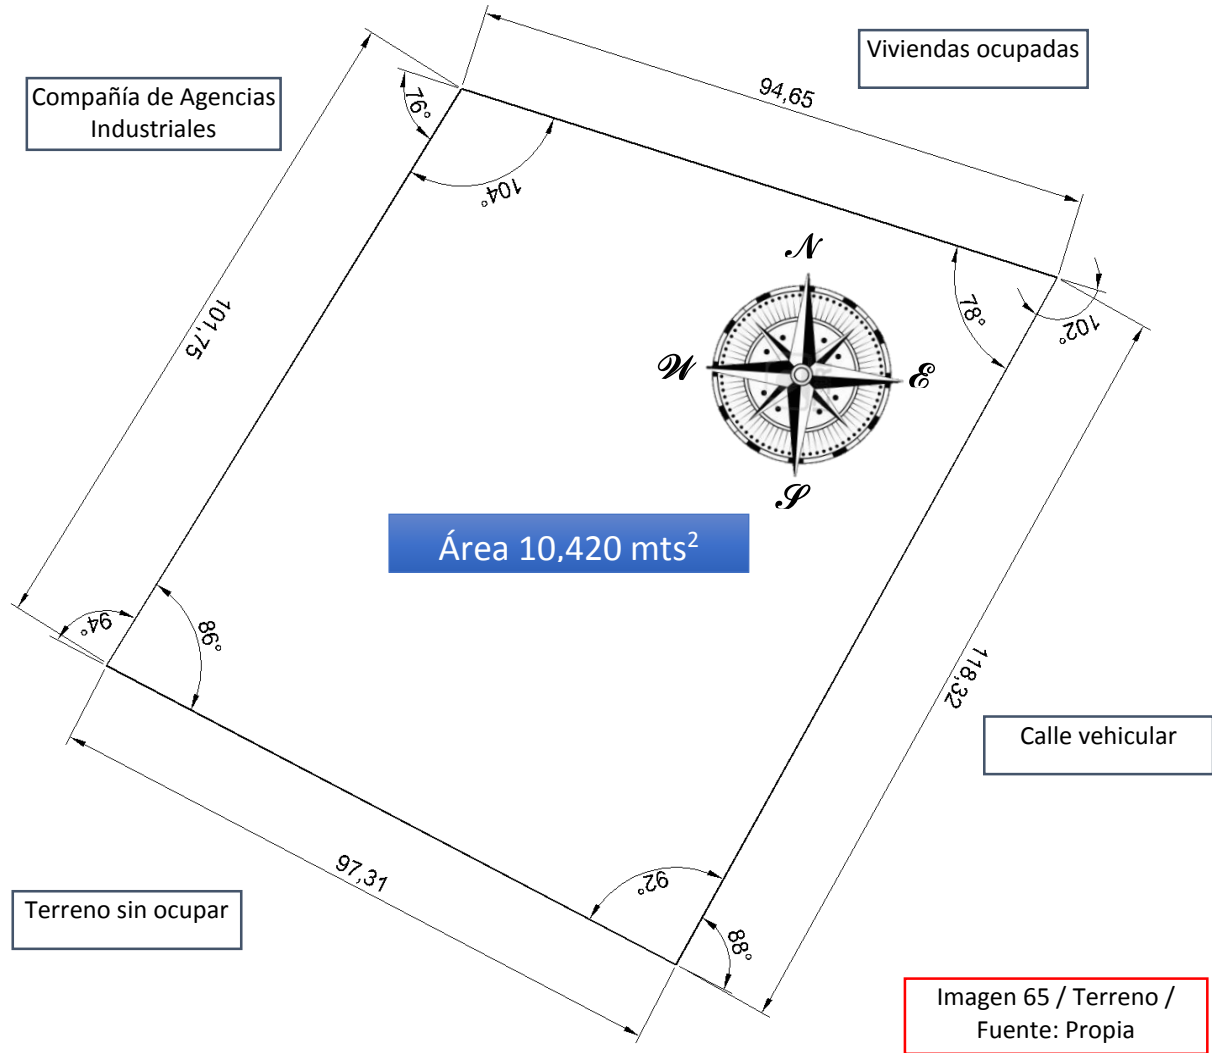 Viviendas ocupadas
94,65
Compañía de Agencias
Industriales
76°
104°
N
W
E
S
78°
102°
101,75
Área 10,420 mts²
94°
86°
118,32
Calle vehicular
97,31
92°
88°
Terreno sin ocupar
Imagen 65 / Terreno /
Fuente: Propia